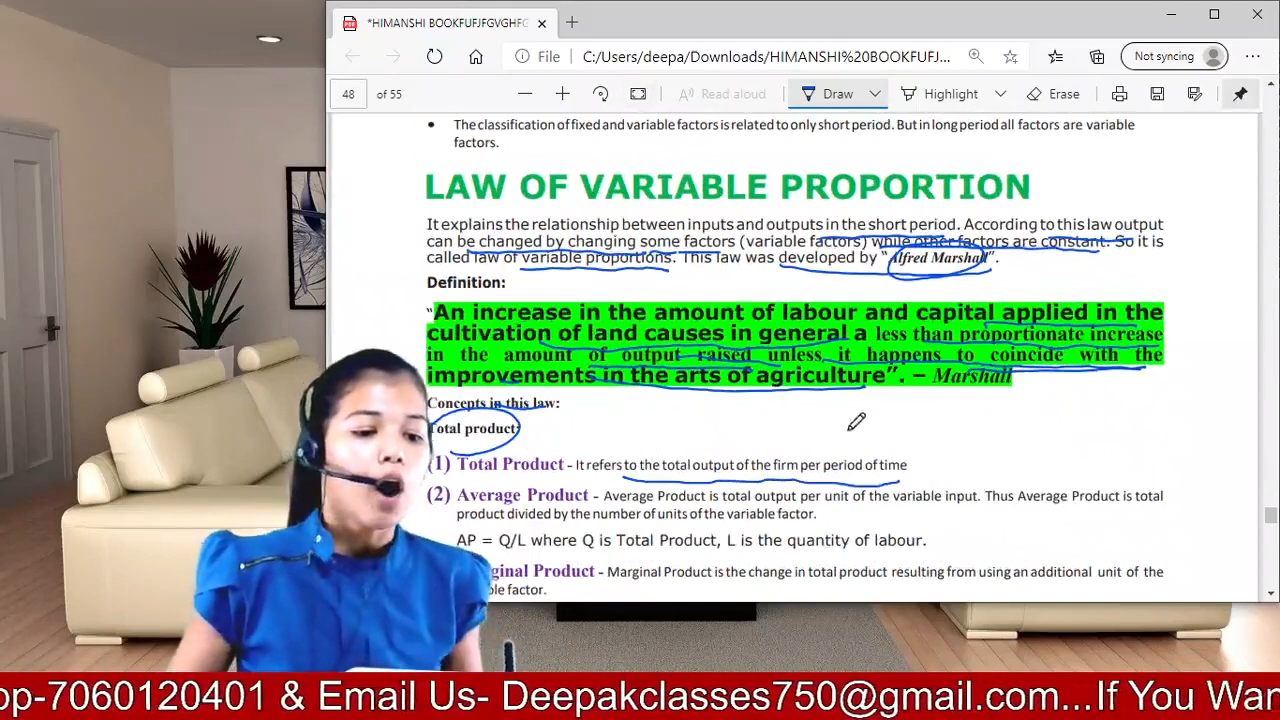 *HIMANSHI BOOKFUFJFGVGHFG
File C:/Users/deepa/Downloads/HIMANSHI%20BOOKFUFJ... Not syncing
48 of 55 Read aloud Draw Highlight Erase
• The classification of fixed and variable factors is related to only short period. But in long period all factors are variable
factors.
LAW OF VARIABLE PROPORTION
It explains the relationship between inputs and outputs in the short period. According to this law output
can be changed by changing some factors (variable factors) while other factors are constant. So it is
called law of variable proportions. This law was developed by “Alfred Marshall”.
Definition:
“An increase in the amount of labour and capital applied in the
cultivation of land causes in general a less than proportionate increase
in the amount of output raised unless it happens to coincide with the
improvements in the arts of agriculture”. – Marshall
Concepts in this law:
Total product:
(1) Total Product - It refers to the total output of the firm per period of time
(2) Average Product - Average Product is total output per unit of the variable input. Thus Average Product is total
product divided by the number of units of the variable factor.
AP = Q/L where Q is Total Product, L is the quantity of labour.
ginal Product - Marginal Product is the change in total product resulting from using an additional unit of the
le factor.
pp-7060120401 & Email Us- Deepakclasses750@gmail.com...If You Wan